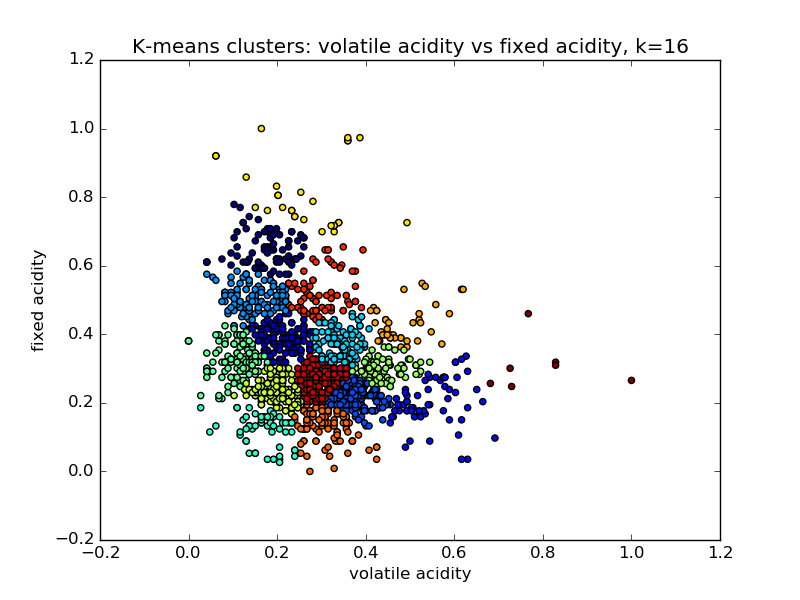 K-means clusters: volatile acidity vs fixed acidity, k=16
1.2
1.0
0.8
0.6
0.4
0.2
0.0
−0.2
fixed acidity
−0.2 0.0 0.2 0.4 0.6 0.8 1.0 1.2
volatile acidity